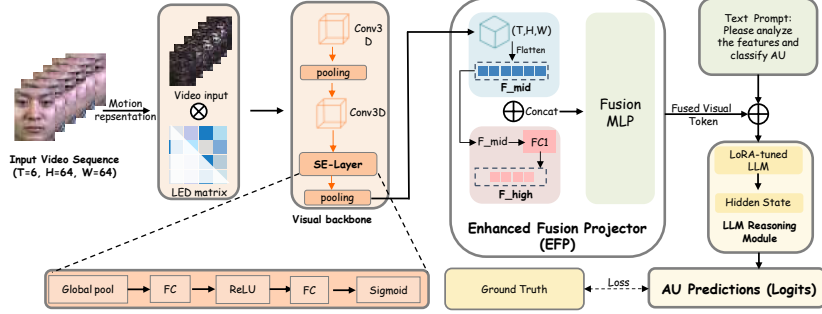 Input Video Sequence
(T=6, H=64, W=64)
Motion
repsentation
Video input
LED matrix
Conv3
D
pooling
Conv3D
SE-Layer
pooling
Visual backbone
Global pool
FC
ReLU
FC
Sigmoid
(T,H,W)
Flatten
F_mid
Concat
F_mid
FC1
F_high
Fusion
MLP
Enhanced Fusion Projector
(EFP)
Fused Visual
Token
Text Prompt:
Please analyze
the features and
classify AU
LoRA-tuned
LLM
Hidden State
LLM Reasoning
Module
Ground Truth
Loss
AU Predictions (Logits)